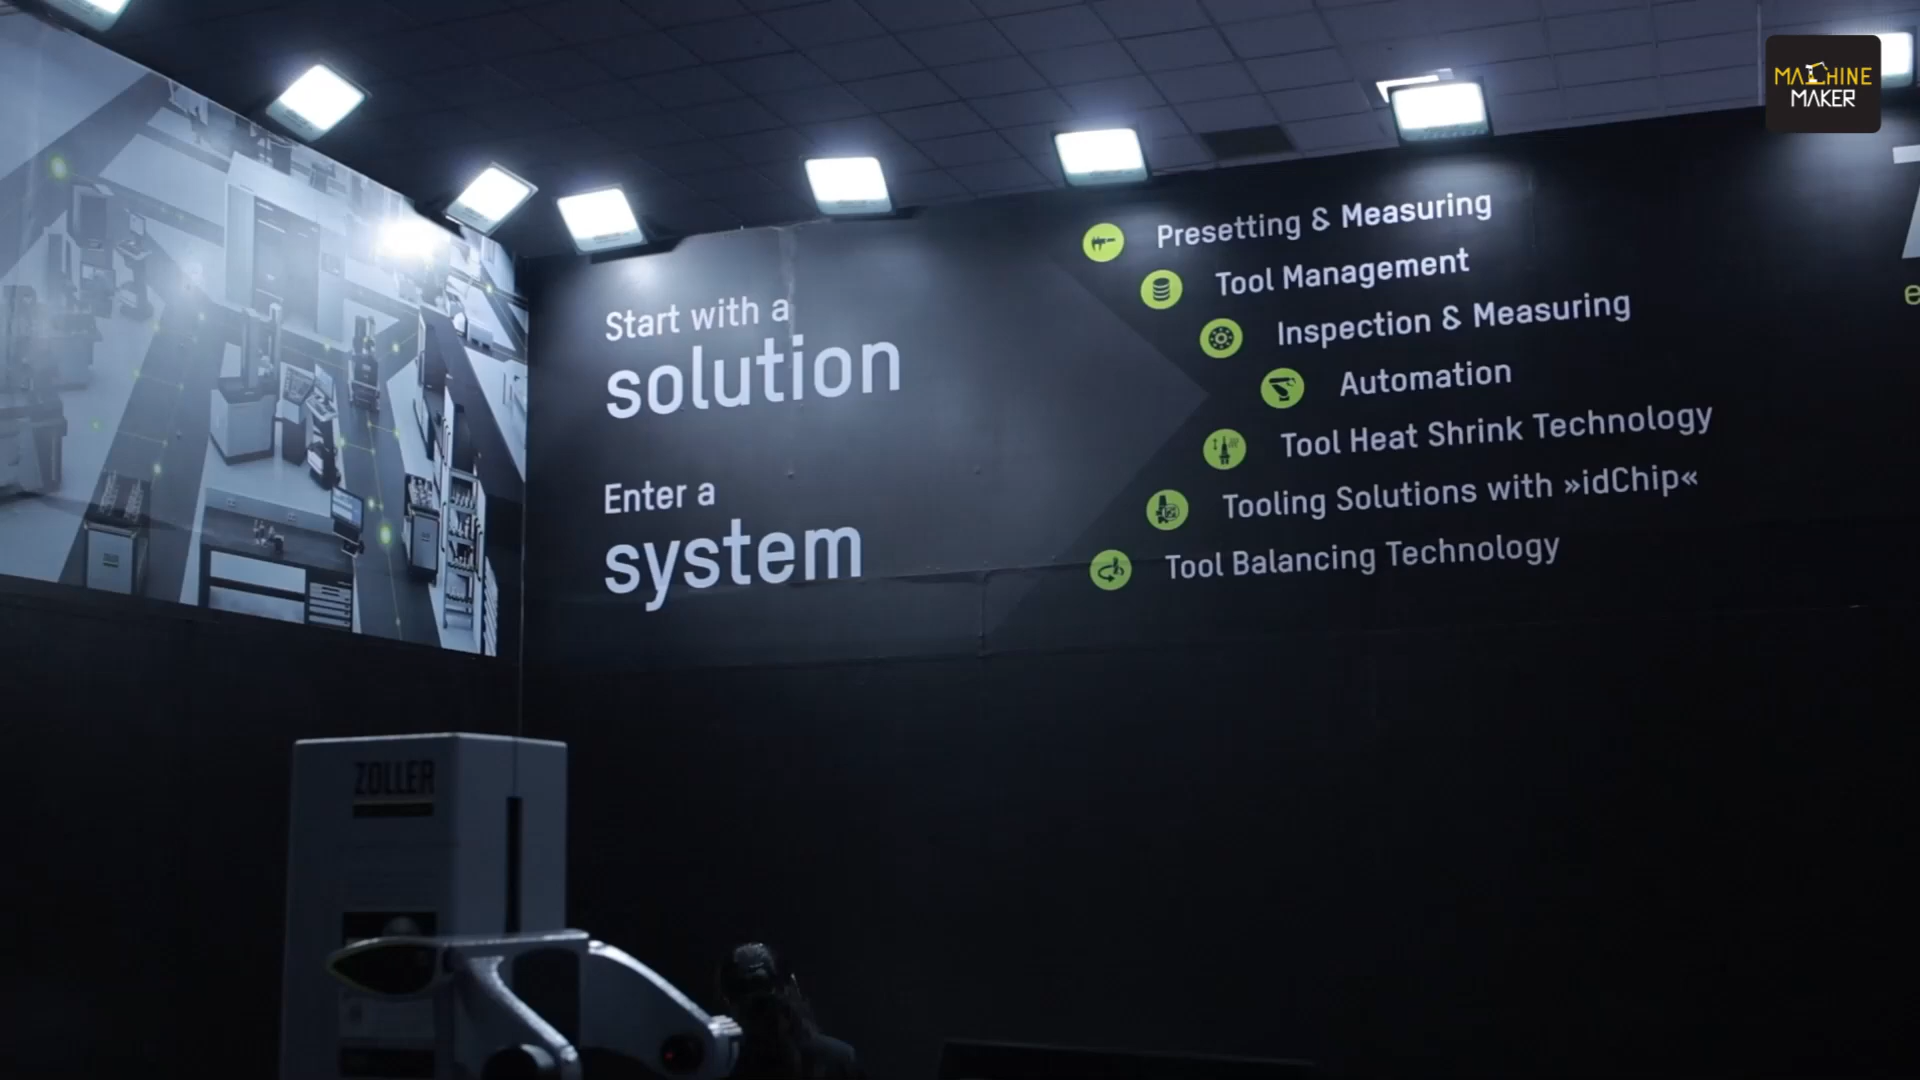 MACHINE
MAKER
Start with a
solution
Enter a
system
Presetting & Measuring
Tool Management
Inspection & Measuring
Automation
Tool Heat Shrink Technology
Tooling Solutions with »idChip«
Tool Balancing Technology
ZOLLER